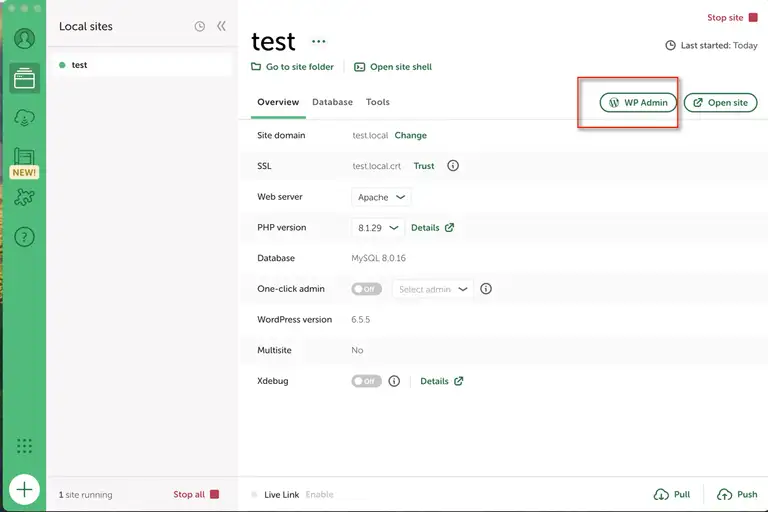 Local sites
Stop site
test
Last started: Today
Go to site folder
Open site shell
test
NEW!
Overview
Database
Tools
WP Admin
Open site
Site domain
test.local
Change
SSL
test.local.crt
Trust
Web server
Apache
PHP version
8.1.29
Details
Database
MySQL 8.0.16
One-click admin
Off
Select admin
WordPress version
6.5.5
Multisite
No
Xdebug
Off
Details
1 site running
Stop all
Live Link
Enable
Pull
Push